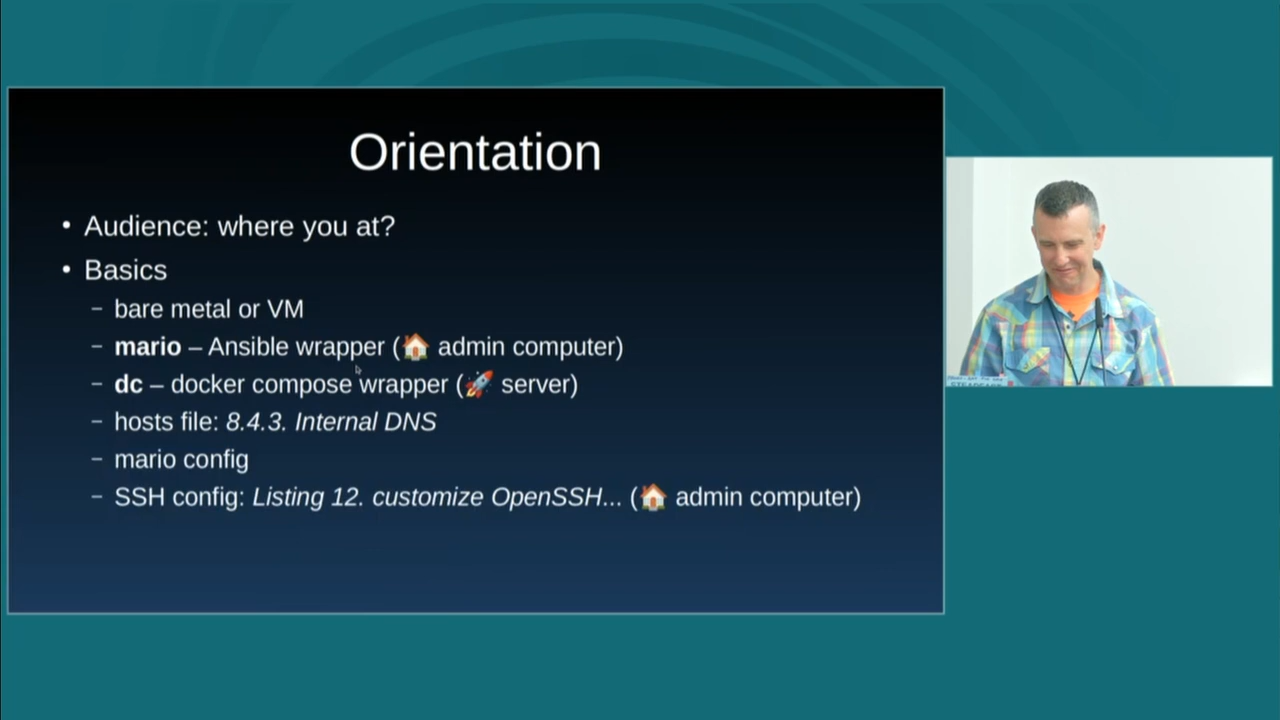 Orientation
• Audience: where you at?
• Basics
– bare metal or VM
– mario – Ansible wrapper (🏠 admin computer)
– dc – docker compose wrapper (🚀 server)
– hosts file: 8.4.3. Internal DNS
– mario config
– SSH config: Listing 12. customize OpenSSH... (🏠 admin computer)